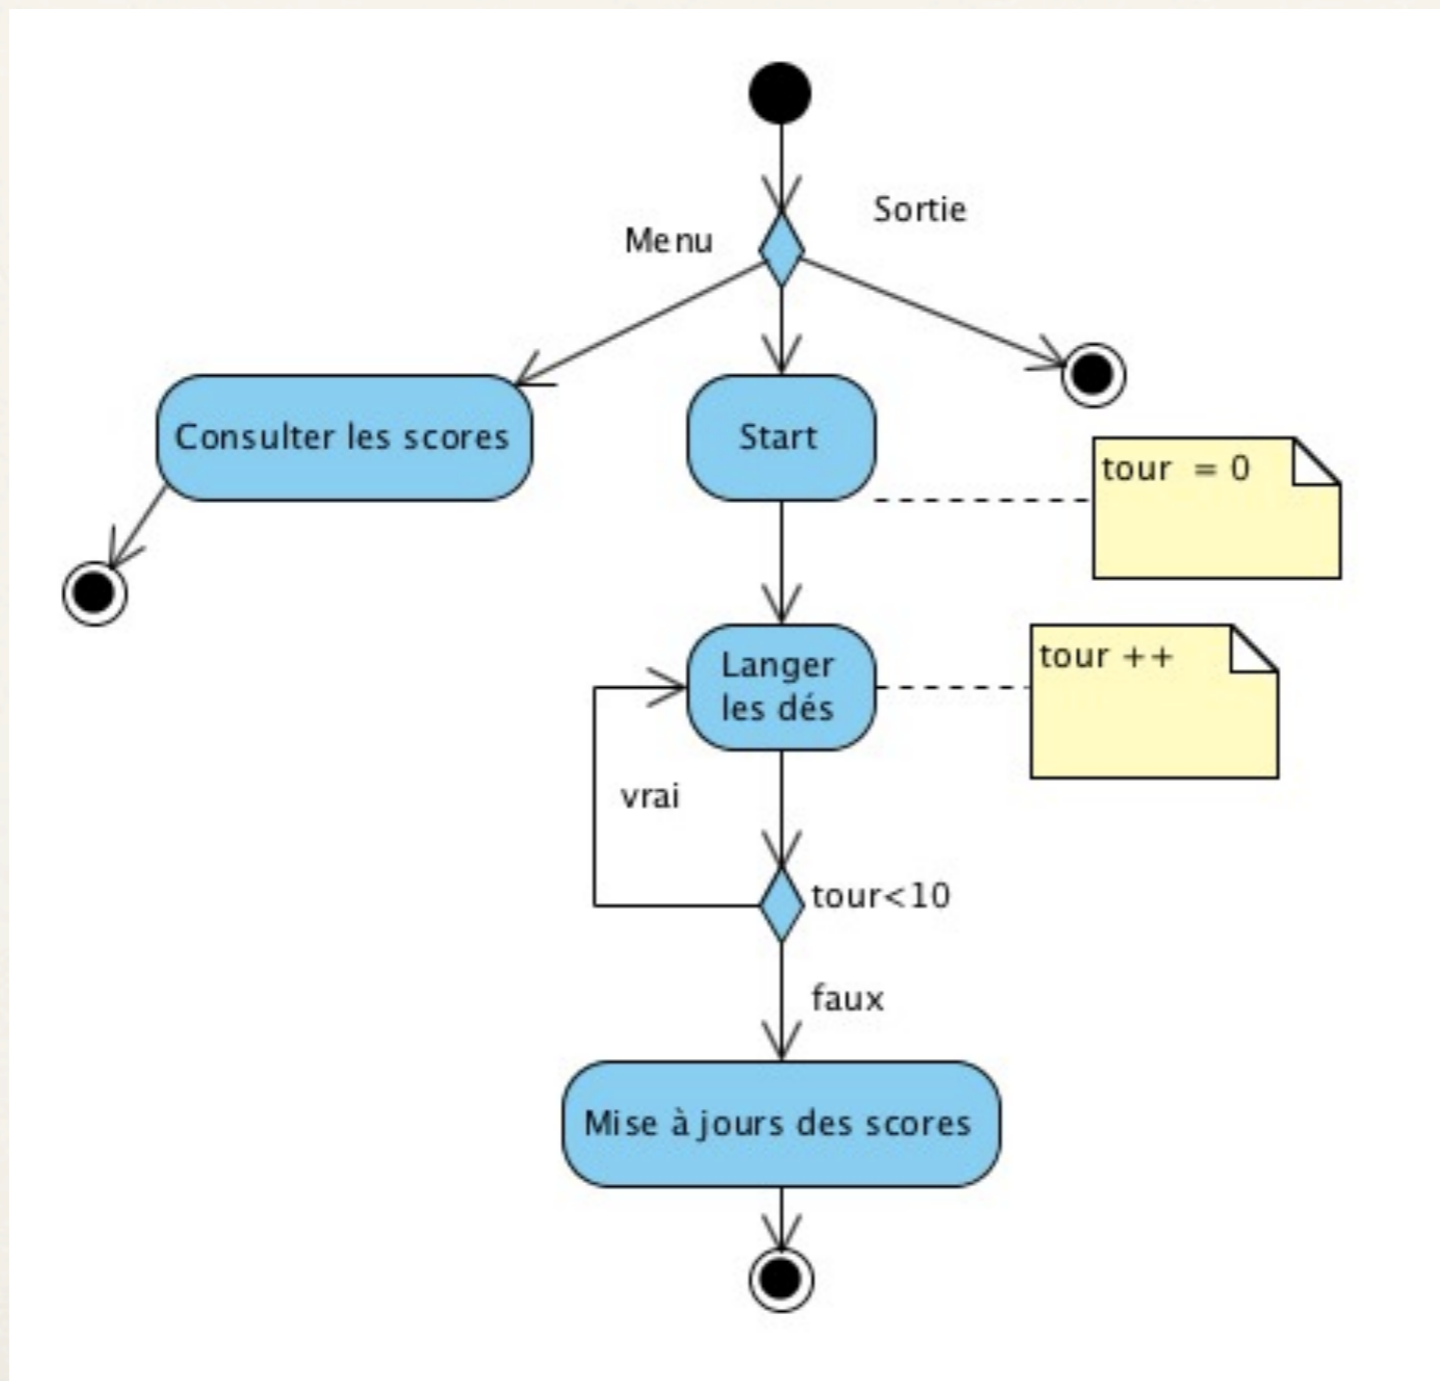 Sortie
Menu
Consulter les scores
Start
tour = 0
Langer
les dés
tour ++
vrai
tour<10
faux
Mise à jours des scores